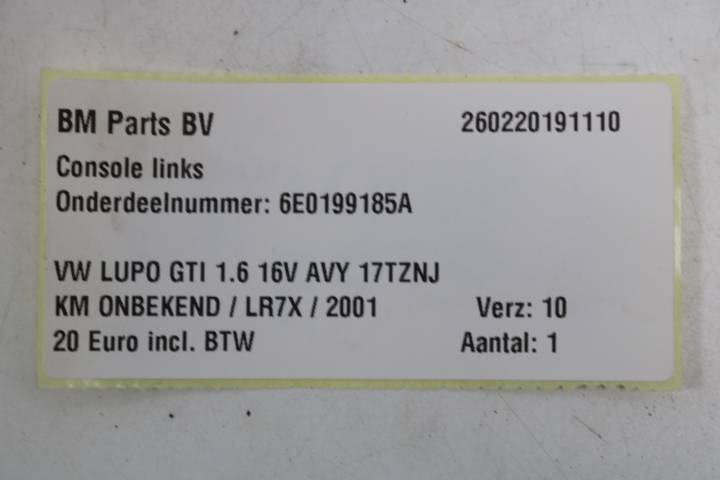 BM Parts BV 260220191110
Console links
Onderdeelnummer: 6E0199185A
VW LUPO GTI 1.6 16V AVY 17TZNJ
KM ONBEKEND / LR7X / 2001 Verz: 10
20 Euro incl. BTW Aantal: 1